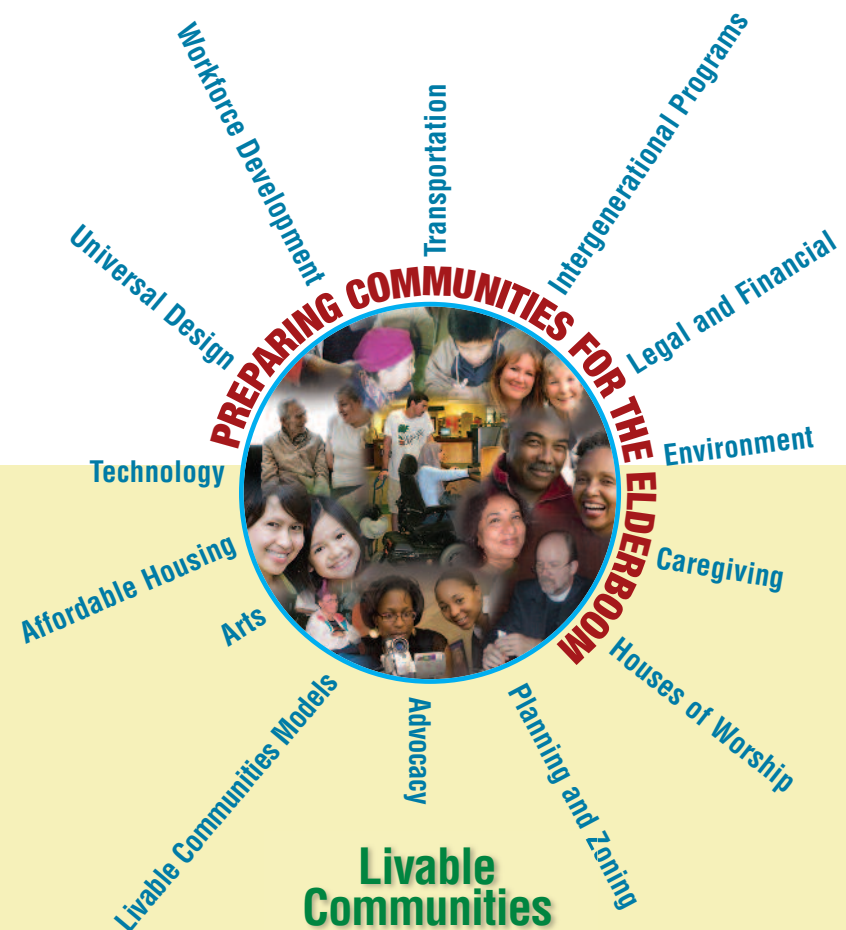 Workforce Development
Transportation
Intergenerational Programs
Universal Design
Legal and Financial
PREPARING COMMUNITIES FOR THE ELDERBOOM
Technology
Environment
Affordable Housing
Caregiving
Arts
Houses of Worship
Livable Communities Models
Advocacy
Planning and Zoning
Livable
Communities